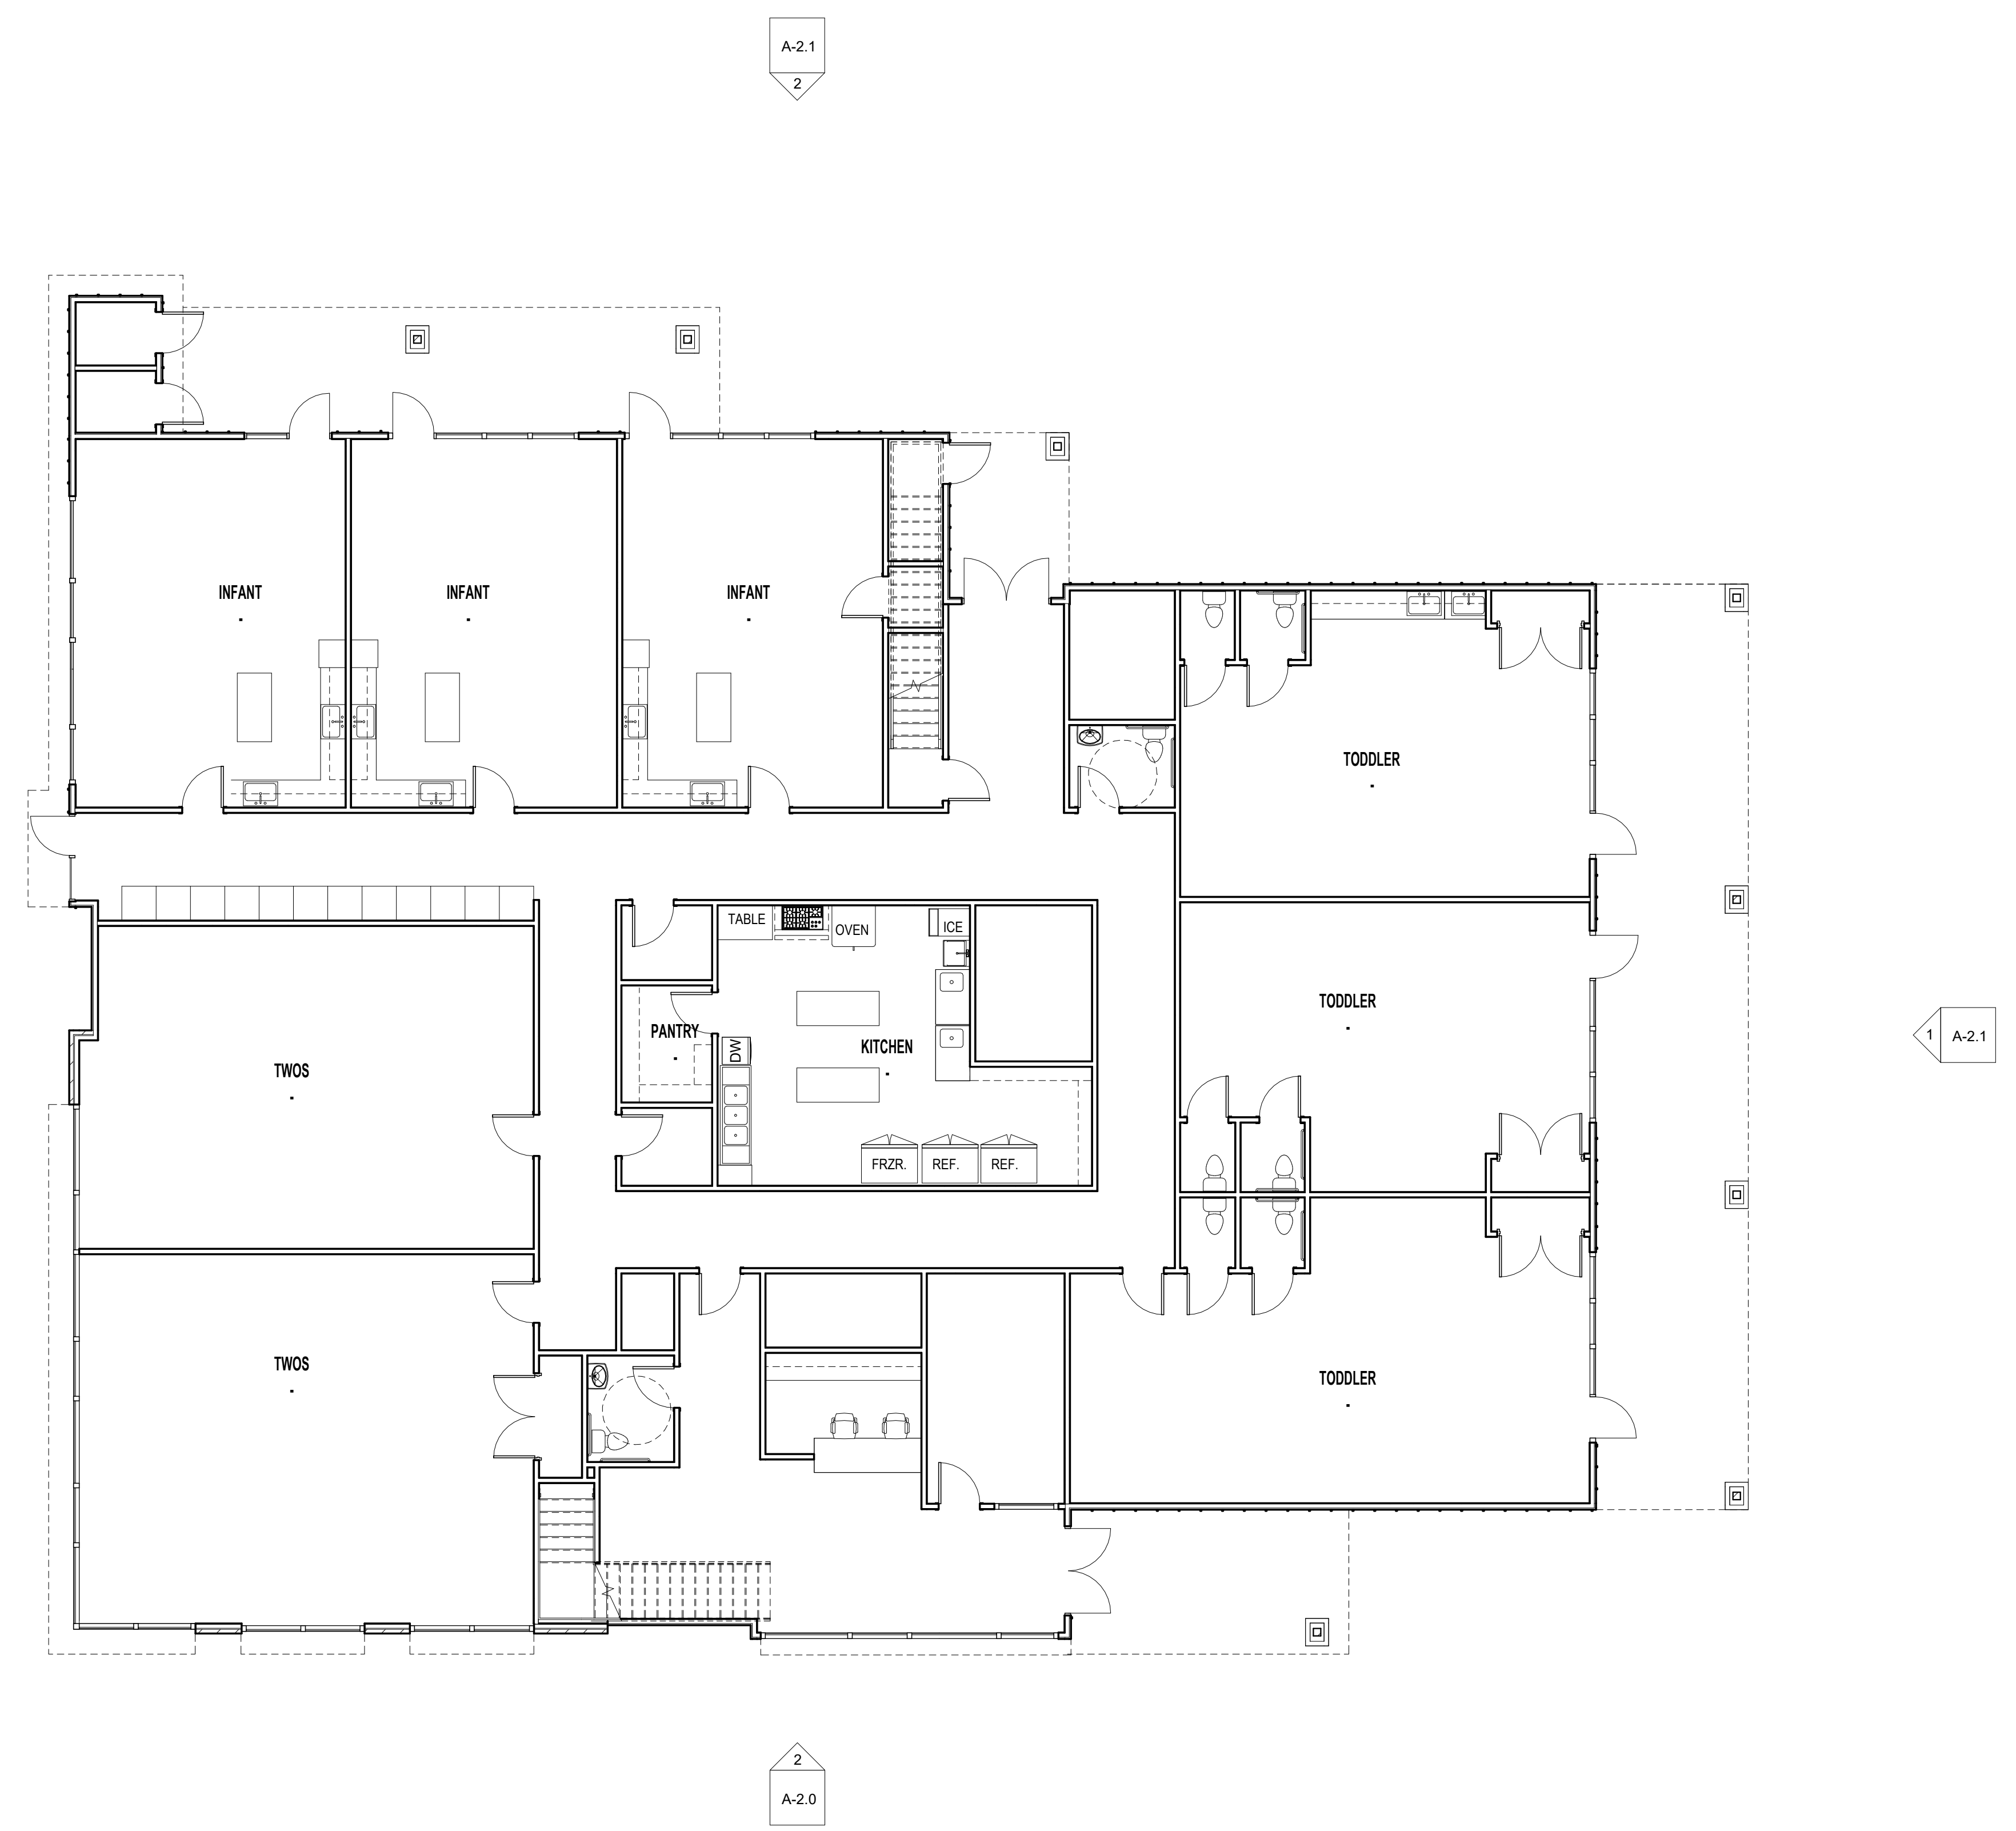 A-2.1
2
INFANT
INFANT
INFANT
TODDLER
TABLE
OVEN
ICE
TODDLER
PANTRY
KITCHEN
DW
1
A-2.1
TWOS
FRZR.
REF.
REF.
TWOS
TODDLER
2
A-2.0